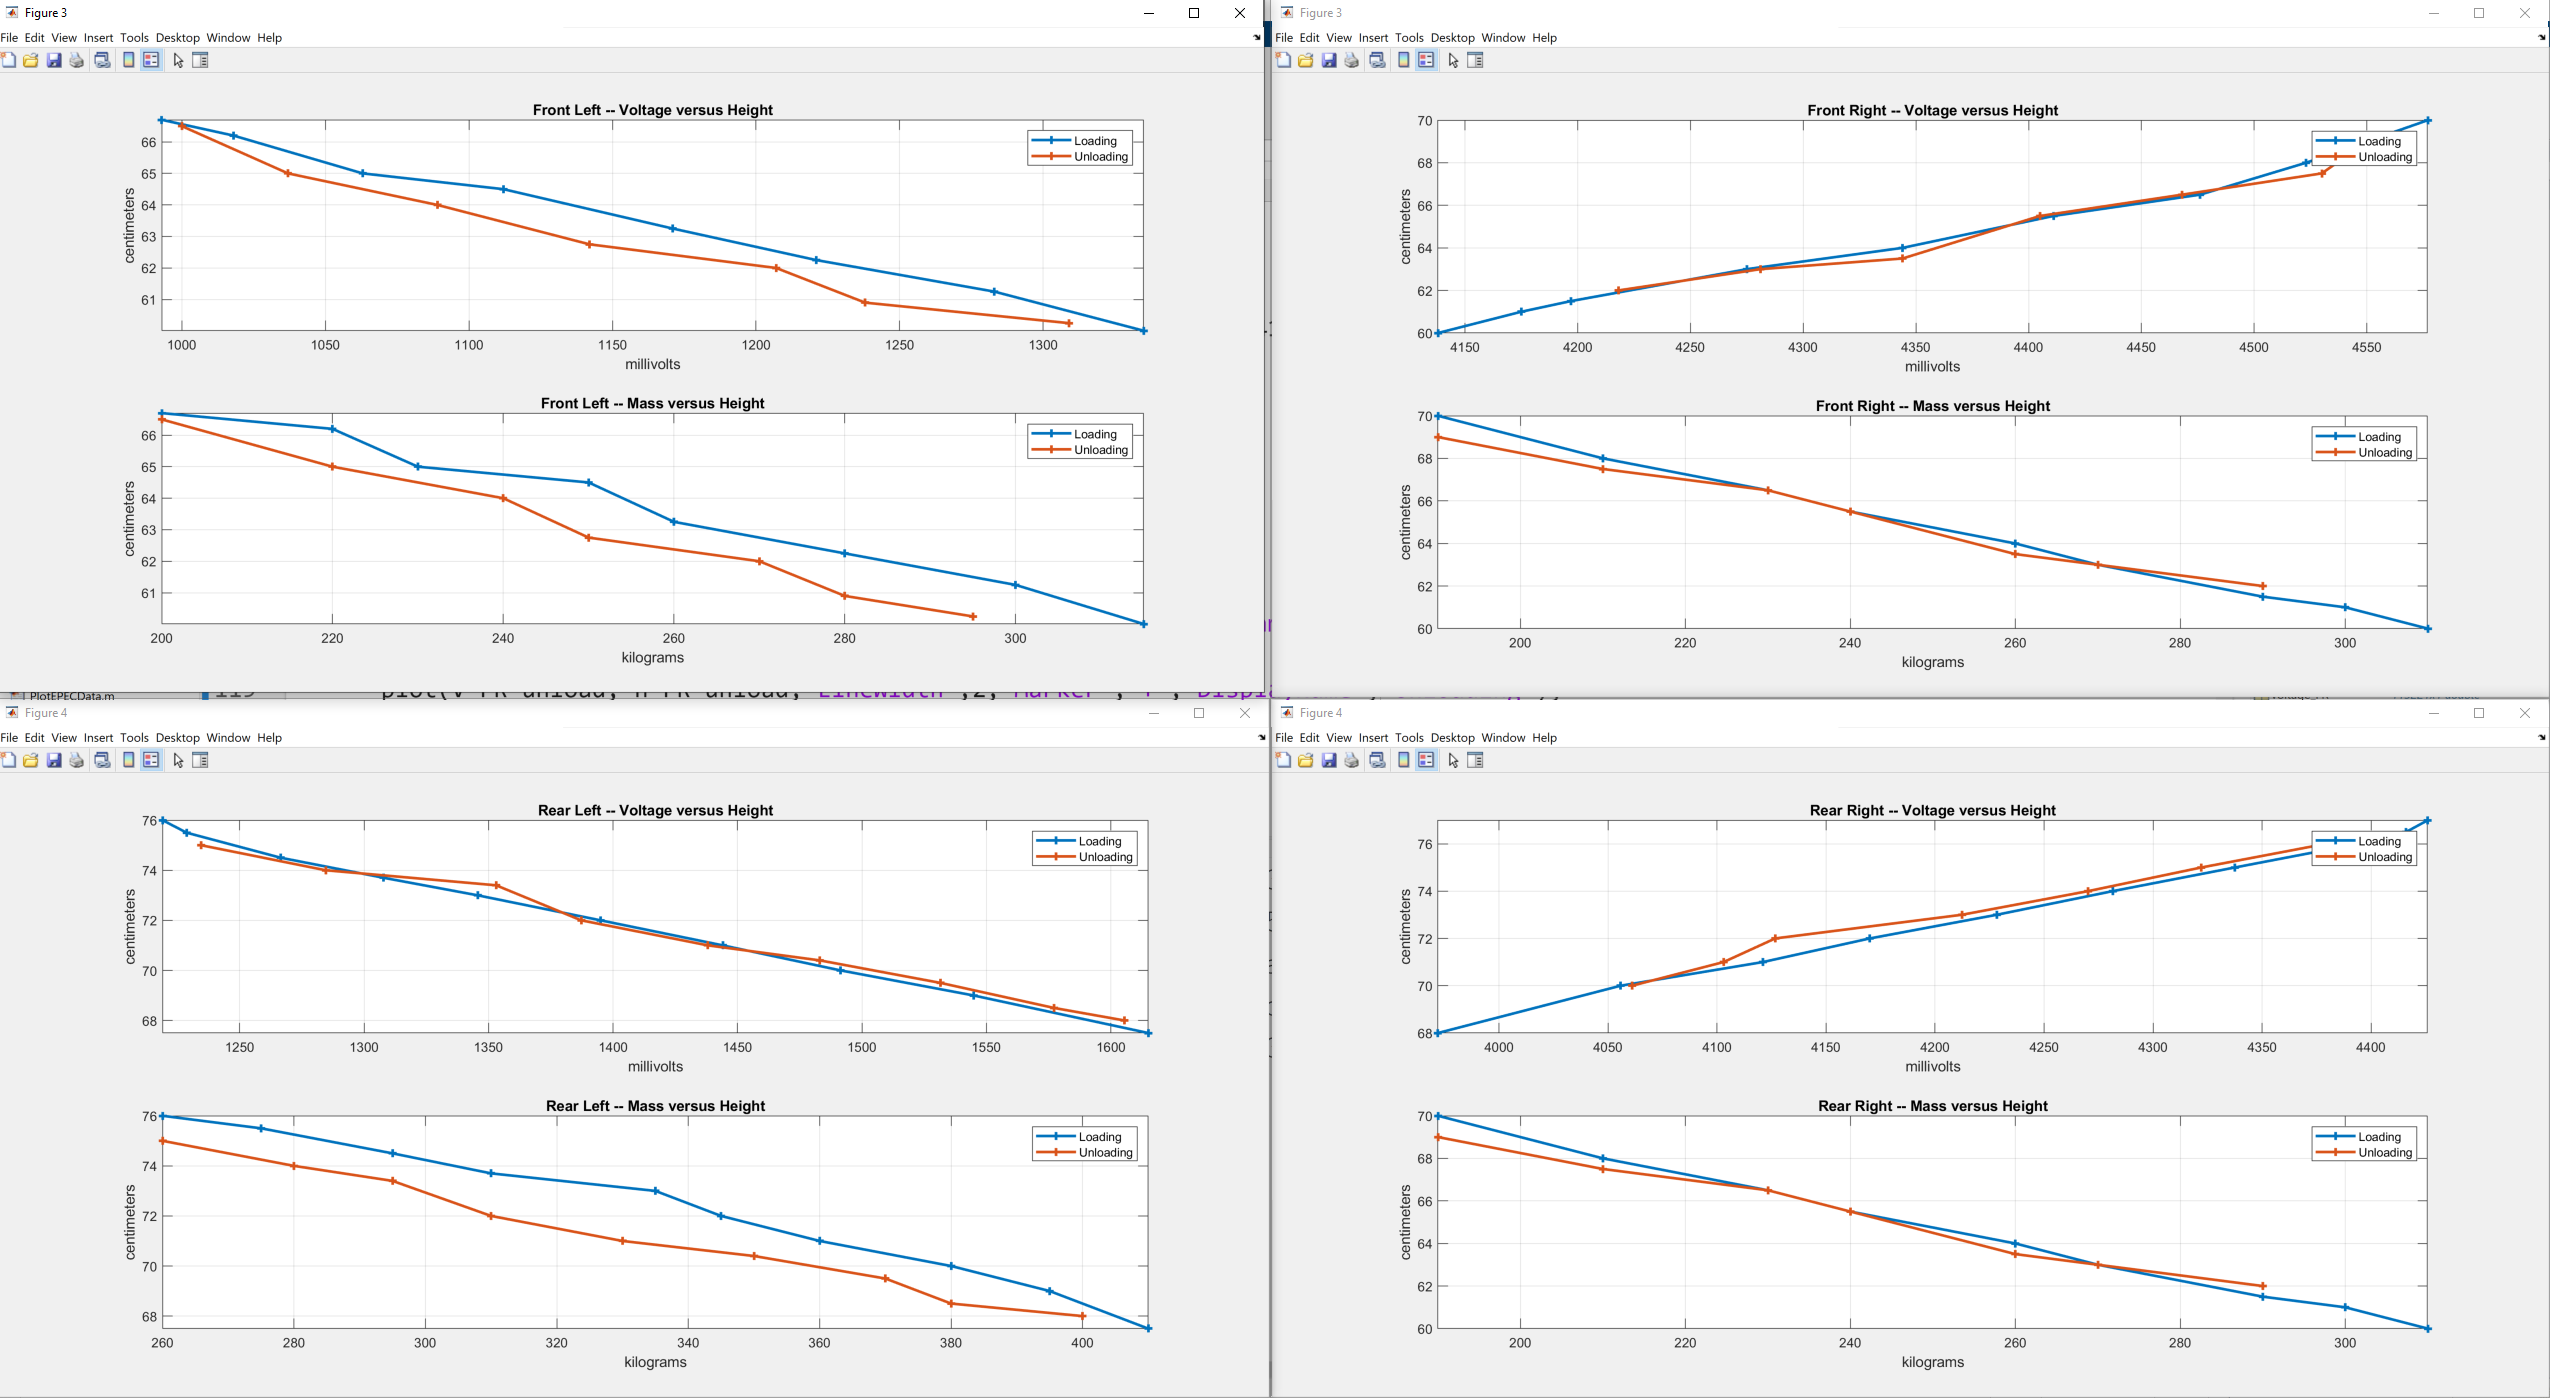 Figure 3
File Edit View Insert Tools Desktop Window Help
Front Left -- Voltage versus Height
centimeters
66
65
64
63
62
61
Loading
Unloading
1000 1050 1100 1150 1200 1250 1300
millivolts
Front Left -- Mass versus Height
centimeters
66
65
64
63
62
61
Loading
Unloading
200 220 240 260 280 300
kilograms
Figure 3
File Edit View Insert Tools Desktop Window Help
Front Right -- Voltage versus Height
centimeters
70
68
66
64
62
60
Loading
Unloading
4150 4200 4250 4300 4350 4400 4450 4500 4550
millivolts
Front Right -- Mass versus Height
centimeters
70
68
66
64
62
60
Loading
Unloading
200 220 240 260 280 300
kilograms
PlotEPECData.m
Figure 4
File Edit View Insert Tools Desktop Window Help
Rear Left -- Voltage versus Height
centimeters
76
74
72
70
68
Loading
Unloading
1250 1300 1350 1400 1450 1500 1550 1600
millivolts
Rear Left -- Mass versus Height
centimeters
76
74
72
70
68
Loading
Unloading
260 280 300 320 340 360 380 400
kilograms
Figure 4
File Edit View Insert Tools Desktop Window Help
Rear Right -- Voltage versus Height
centimeters
76
74
72
70
68
Loading
Unloading
4000 4050 4100 4150 4200 4250 4300 4350 4400
millivolts
Rear Right -- Mass versus Height
centimeters
70
68
66
64
62
60
Loading
Unloading
200 220 240 260 280 300
kilograms